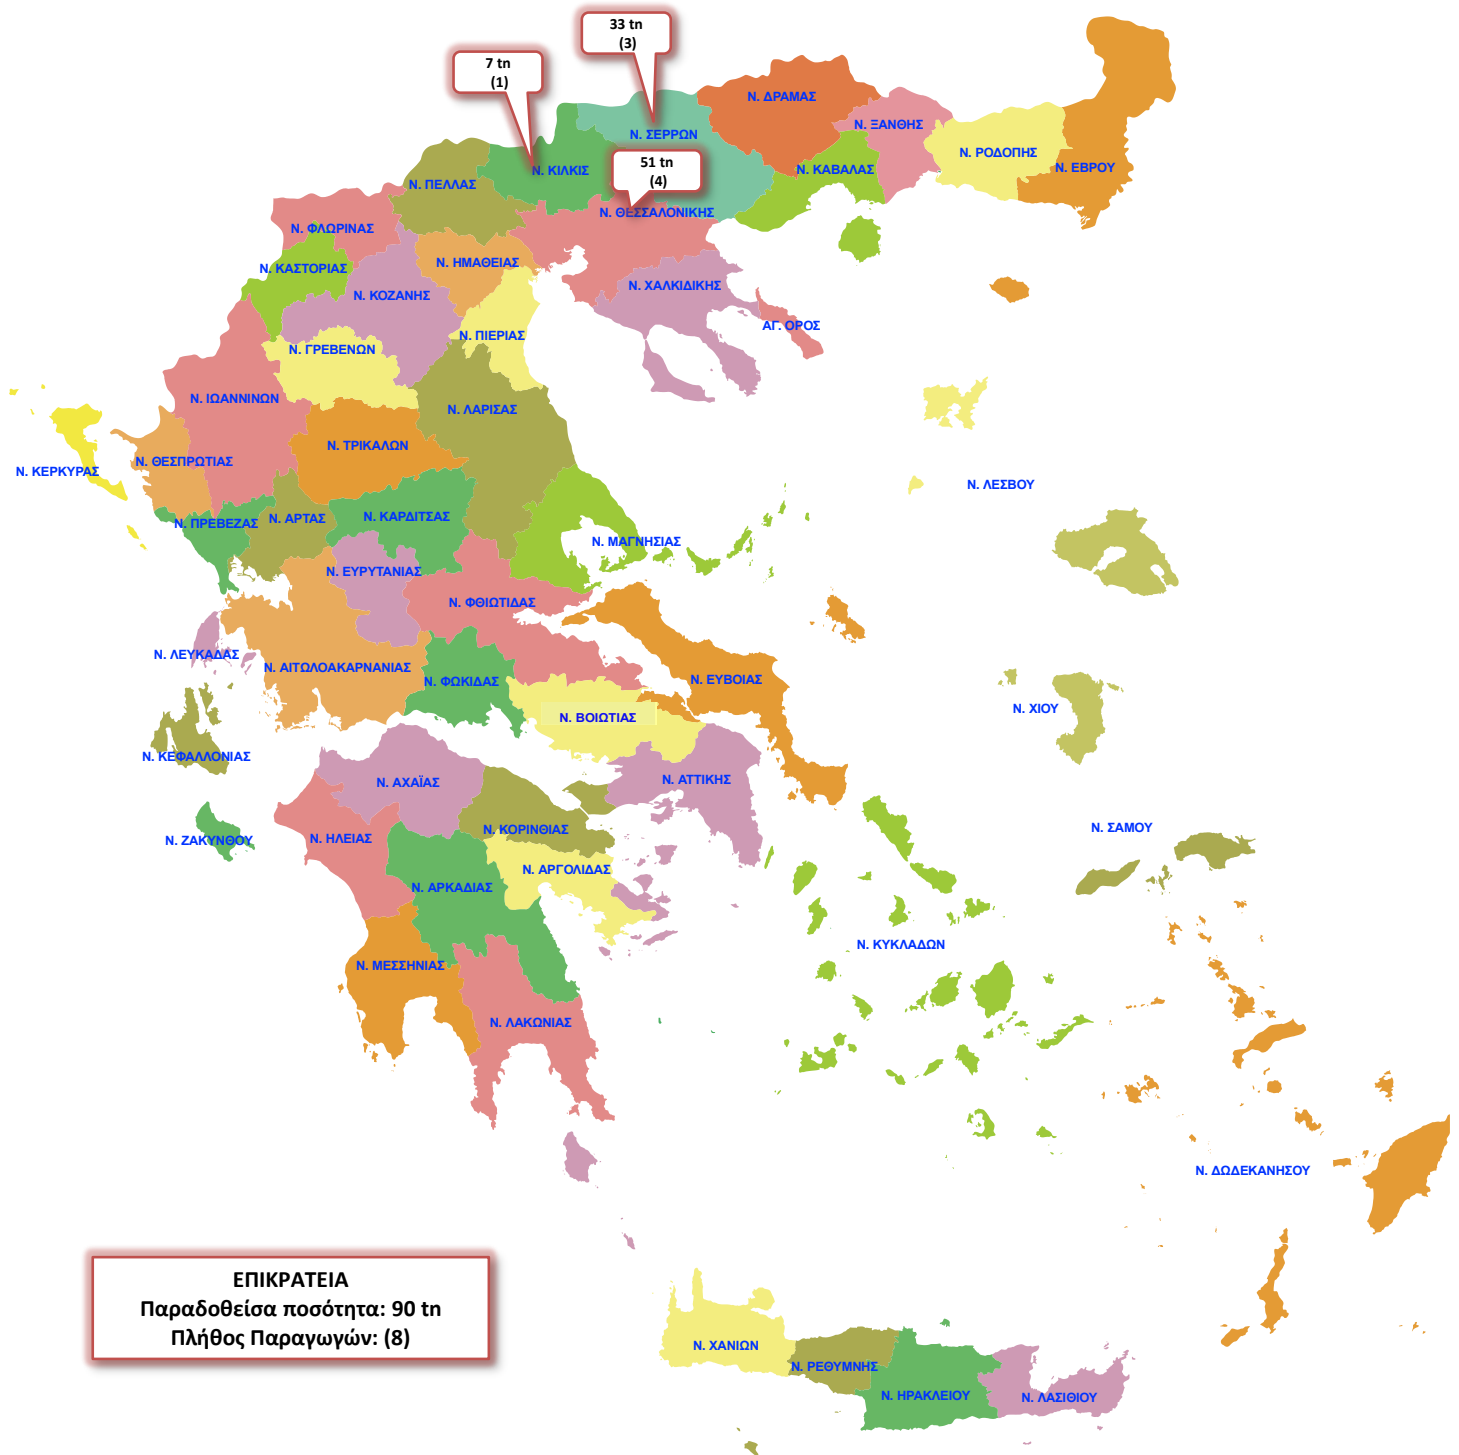 33 tn
(3)
7 tn
(1)
Ν. ΔΡΑΜΑΣ
Ν. ΞΑΝΘΗΣ
Ν. ΣΕΡΡΩΝ
Ν. ΡΟΔΟΠΗΣ
Ν. ΕΒΡΟΥ
51 tn
(4)
Ν. ΚΙΛΚΙΣ
Ν. ΚΑΒΑΛΑΣ
Ν. ΠΕΛΛΑΣ
Ν. ΘΕΣΣΑΛΟΝΙΚΗΣ
Ν. ΦΛΩΡΙΝΑΣ
Ν. ΗΜΑΘΕΙΑΣ
Ν. ΚΑΣΤΟΡΙΑΣ
Ν. ΧΑΛΚΙΔΙΚΗΣ
Ν. ΚΟΖΑΝΗΣ
ΑΓ. ΟΡΟΣ
Ν. ΠΙΕΡΙΑΣ
Ν. ΓΡΕΒΕΝΩΝ
Ν. ΙΩΑΝΝΙΝΩΝ
Ν. ΛΑΡΙΣΑΣ
Ν. ΤΡΙΚΑΛΩΝ
Ν. ΘΕΣΠΡΩΤΙΑΣ
Ν. ΚΕΡΚΥΡΑΣ
Ν. ΛΕΣΒΟΥ
Ν. ΠΡΕΒΕΖΑΣ
Ν. ΑΡΤΑΣ
Ν. ΚΑΡΔΙΤΣΑΣ
Ν. ΜΑΓΝΗΣΙΑΣ
Ν. ΕΥΡΥΤΑΝΙΑΣ
Ν. ΦΘΙΩΤΙΔΑΣ
Ν. ΛΕΥΚΑΔΑΣ
Ν. ΑΙΤΩΛΟΑΚΑΡΝΑΝΙΑΣ
Ν. ΦΩΚΙΔΑΣ
Ν. ΕΥΒΟΙΑΣ
Ν. ΧΙΟΥ
Ν. ΒΟΙΩΤΙΑΣ
Ν. ΚΕΦΑΛΛΟΝΙΑΣ
Ν. ΑΧΑΪΑΣ
Ν. ΑΤΤΙΚΗΣ
Ν. ΚΟΡΙΝΘΙΑΣ
Ν. ΣΑΜΟΥ
Ν. ΖΑΚΥΝΘΟΥ
Ν. ΗΛΕΙΑΣ
Ν. ΑΡΓΟΛΙΔΑΣ
Ν. ΑΡΚΑΔΙΑΣ
Ν. ΚΥΚΛΑΔΩΝ
Ν. ΜΕΣΣΗΝΙΑΣ
Ν. ΛΑΚΩΝΙΑΣ
Ν. ΔΩΔΕΚΑΝΗΣΟΥ
ΕΠΙΚΡΑΤΕΙΑ
Παραδοθείσα ποσότητα: 90 tn
Πλήθος Παραγωγών: (8)
Ν. ΧΑΝΙΩΝ
Ν. ΡΕΘΥΜΝΗΣ
Ν. ΗΡΑΚΛΕΙΟΥ
Ν. ΛΑΣΙΘΙΟΥ